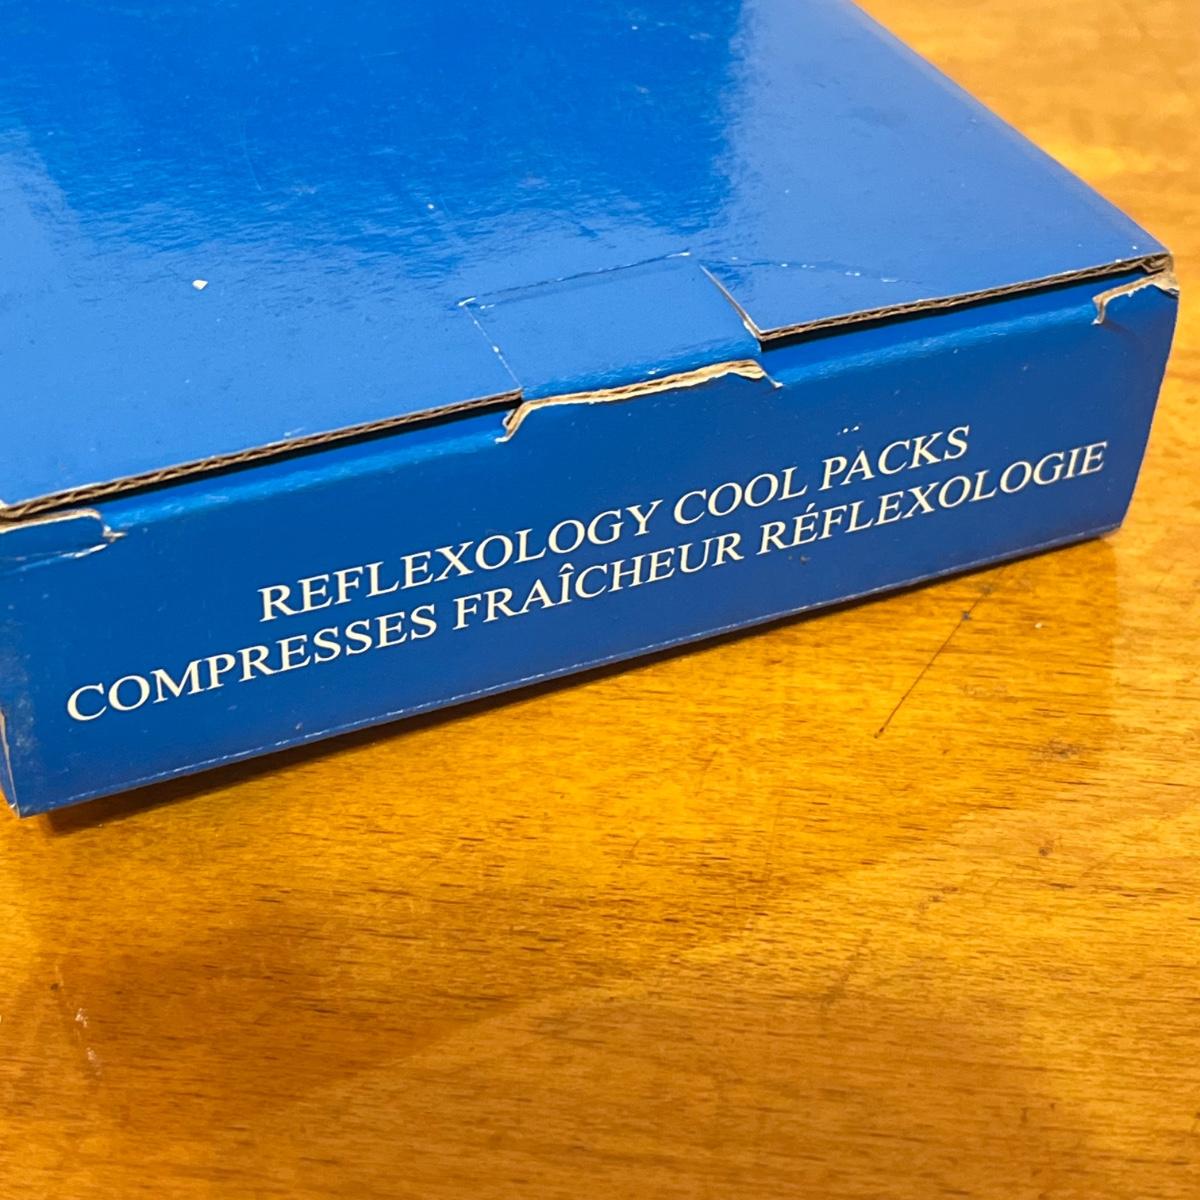 REFLEXOLOGY COOL PACKS
COMPRESSES FRAÎCHEUR RÉFLEXOLOGIE